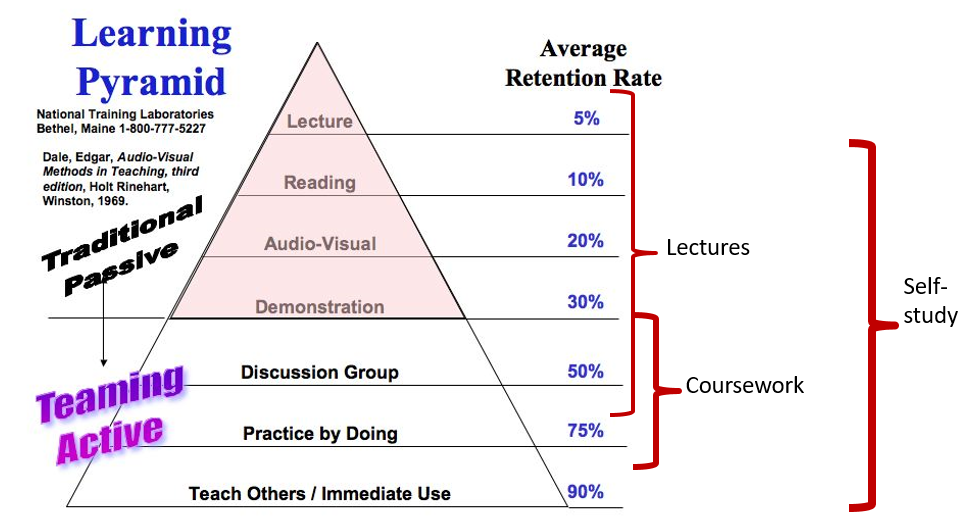 Learning
Pyramid
National Training Laboratories
Bethel, Maine 1-800-777-5227
Dale, Edgar, Audio-Visual
Methods in Teaching, third
edition, Holt Rinehart,
Winston, 1969.
Traditional
Passive
Teaming
Active
Average
Retention Rate
Lecture 5%
Reading 10%
Audio-Visual 20%
Demonstration 30%
Discussion Group 50%
Practice by Doing 75%
Teach Others / Immediate Use 90%
Lectures
Coursework
Self-
study